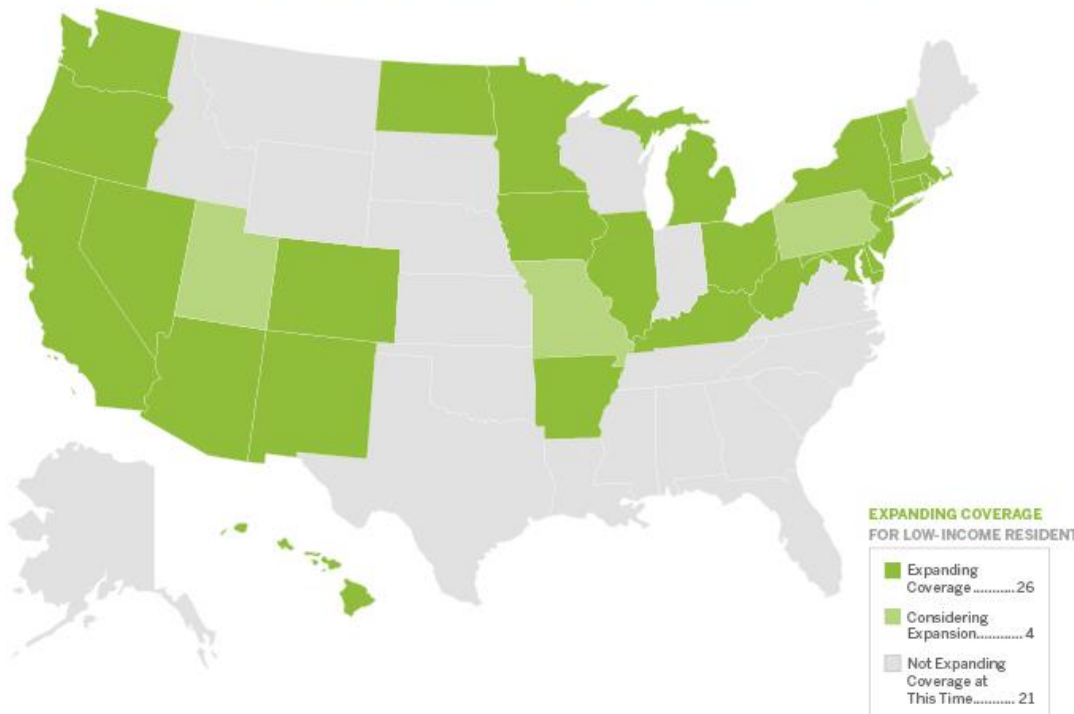 EXPANDING COVERAGE
FOR LOW-INCOME RESIDENT
Expanding
Coverage............26
Considering
Expansion.............4
Not Expanding
Coverage at
This Time............21